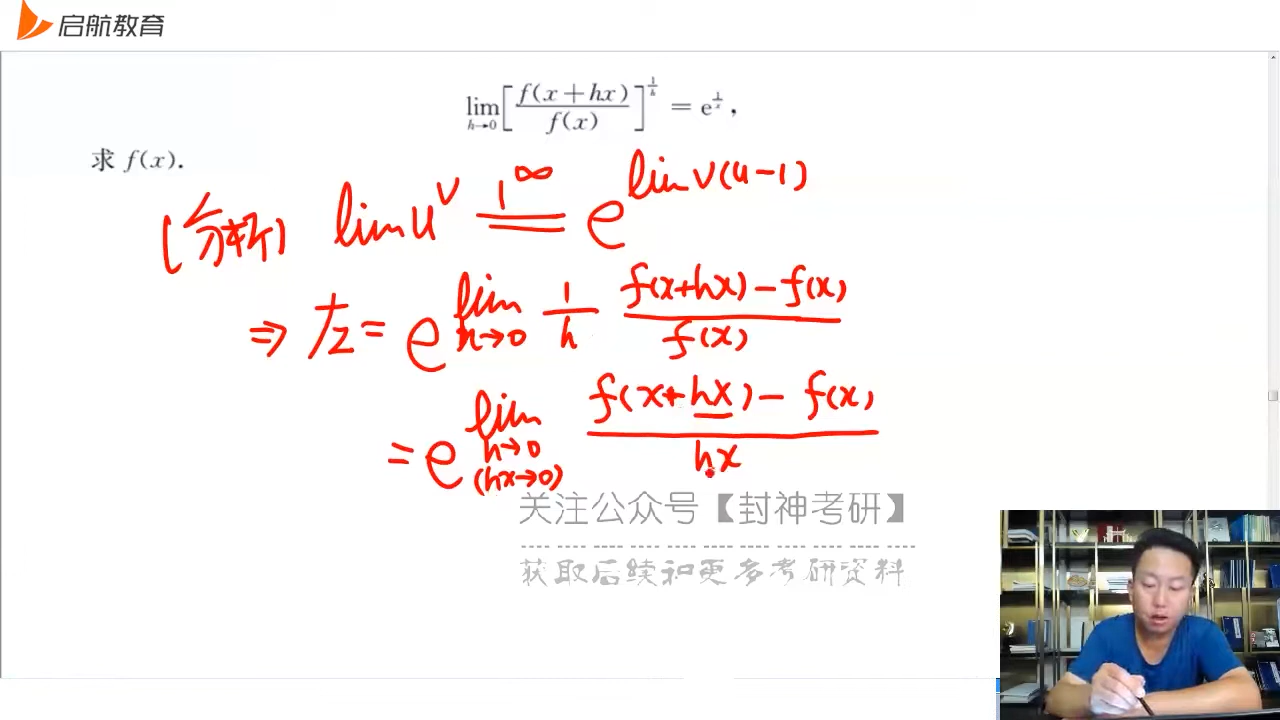 启航教育
lim_{h→0}[f(x+hx)/f(x)]^{1/h} = e^{1/x},
求 f(x).
[分析] lim u^v \overset{1^∞}{=} e^{lim v(u-1)}
⇒ 左 = e^{lim_{h→0} 1/h · (f(x+hx)-f(x))/f(x)}
= e^{lim_{h→0 (hx→0)} (f(x+hx)-f(x))/hx}
关注公众号【封神考研】
获取后续和更多考研资料